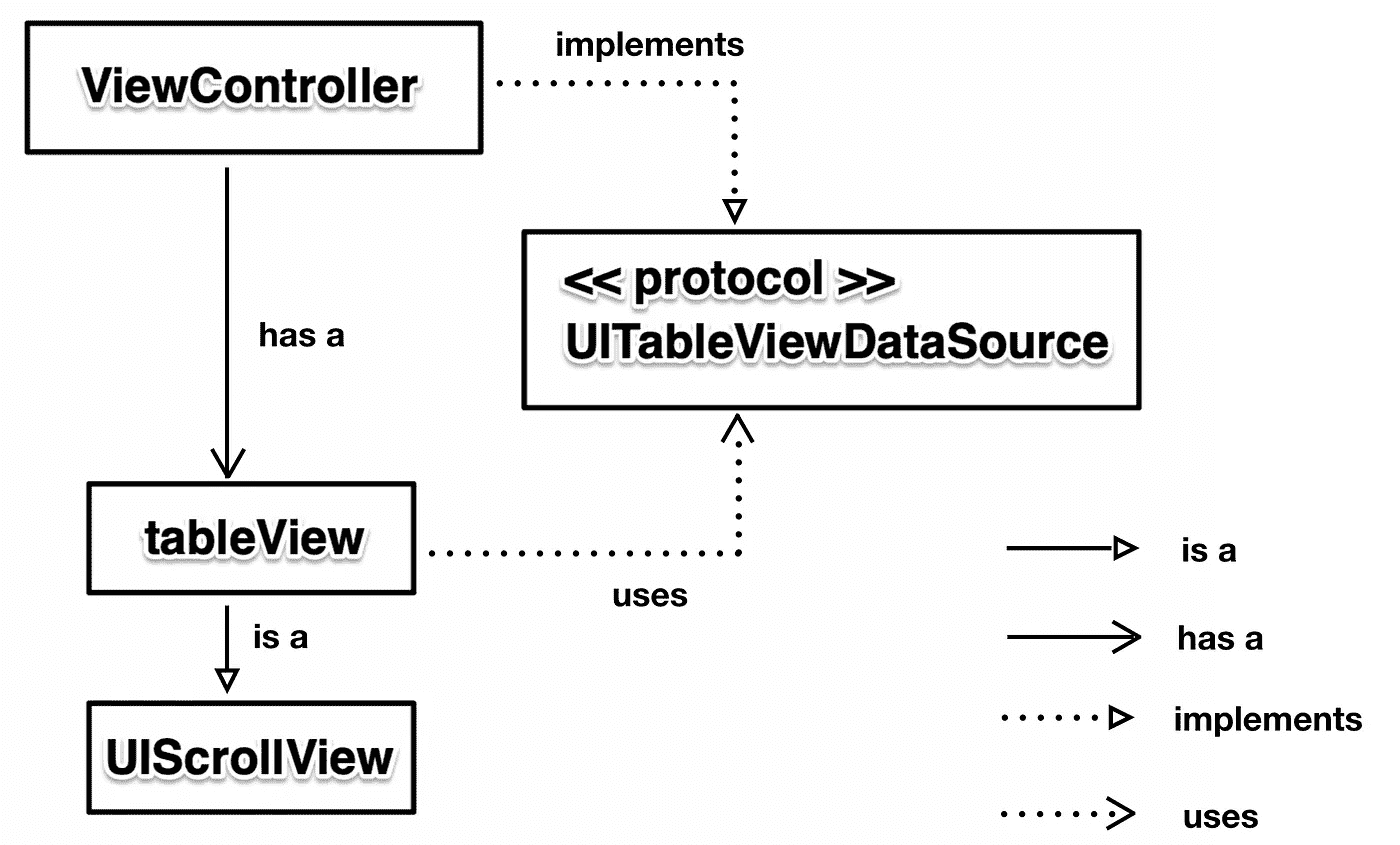 implements
ViewController
<< protocol >>
UITableViewDataSource
has a
tableView
uses
is a
UIScrollView
is a
has a
implements
uses